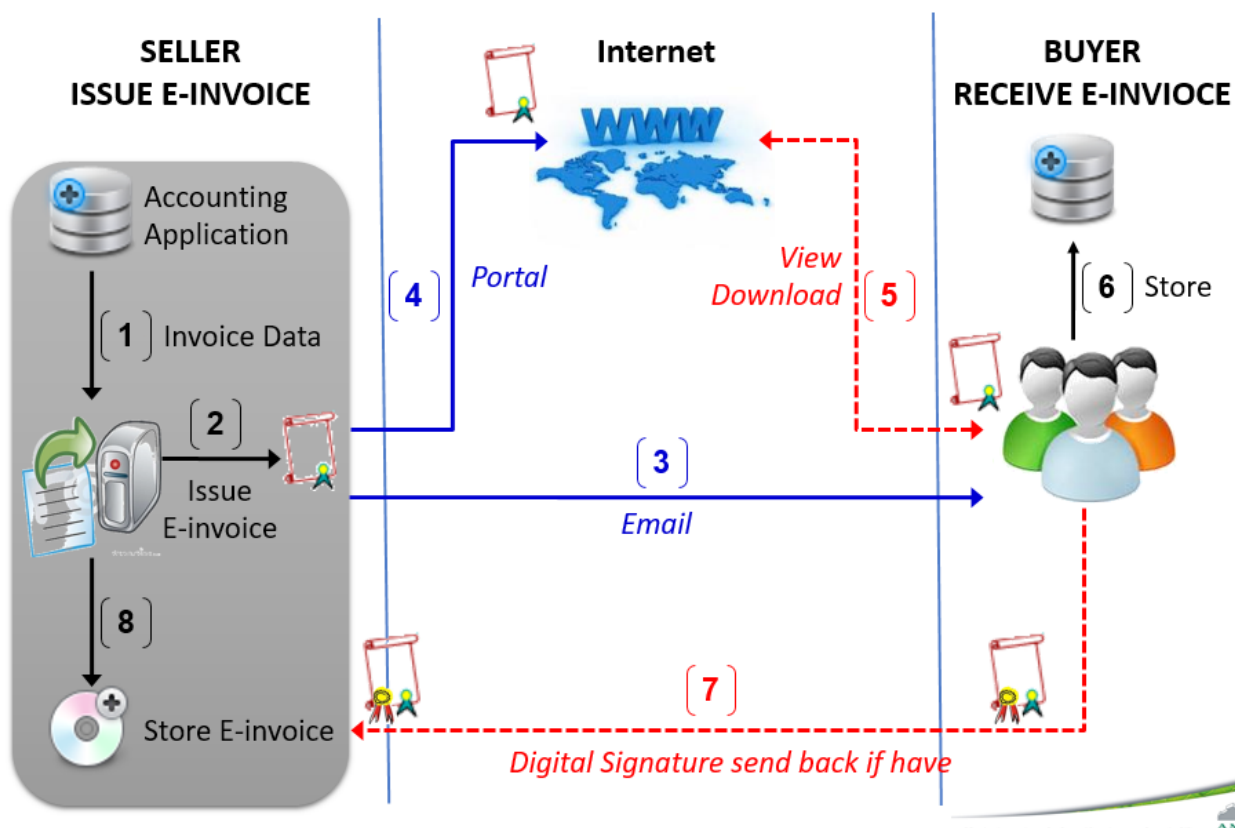 SELLER
ISSUE E-INVOICE
Internet
BUYER
RECEIVE E-INVIOCE
WWW
Accounting
Application
[4]
Portal
View
Download
[5]
[6] Store
[1] Invoice Data
[2]
Issue
E-invoice
[3]
Email
[8]
[7]
Store E-invoice
Digital Signature send back if have